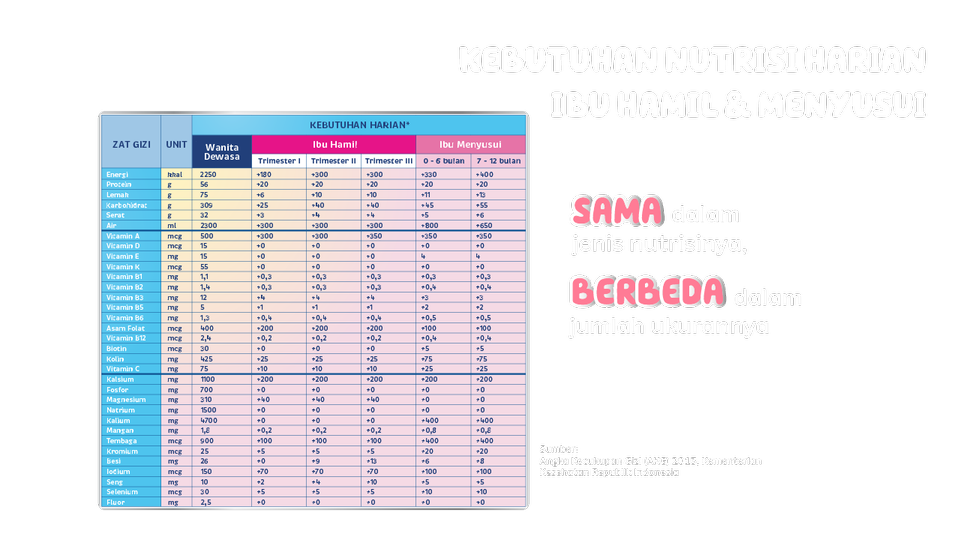 KEBUTUHAN NUTRISI HARIAN
IBU HAMIL & MENYUSUI
ZAT GIZI UNIT KEBUTUHAN HARIAN*
Wanita Dewasa Ibu Hamil Ibu Menyusui
Trimester I Trimester II Trimester III 0 - 6 bulan 7 - 12 bulan
Energi kkal 2250 +180 +300 +300 +330 +400
Protein g 56 +20 +20 +20 +20 +20
Lemak g 75 +6 +10 +10 +11 +13
Karbohidrat g 309 +25 +40 +40 +45 +55
Serat g 32 +3 +4 +4 +5 +6
Air ml 2300 +300 +300 +300 +800 +650
Vitamin A mcg 500 +300 +300 +350 +350 +350
Vitamin D mcg 15 +0 +0 +0 +0 +0
Vitamin E mg 15 +0 +0 +0 4 4
Vitamin K mcg 55 +0 +0 +0 +0 +0
Vitamin B1 mg 1,1 +0,3 +0,3 +0,3 +0,3 +0,3
Vitamin B2 mg 1,4 +0,3 +0,3 +0,3 +0,4 +0,4
Vitamin B3 mg 12 +4 +4 +4 +3 +3
Vitamin B5 mg 5 +1 +1 +1 +2 +2
Vitamin B6 mg 1,3 +0,4 +0,4 +0,4 +0,5 +0,5
Asam Folat mcg 400 +200 +200 +200 +100 +100
Vitamin B12 mcg 2,4 +0,2 +0,2 +0,2 +0,4 +0,4
Biotin mcg 30 +0 +0 +0 +5 +5
Kolin mg 425 +25 +25 +25 +75 +75
Vitamin C mg 75 +10 +10 +10 +25 +25
Kalsium mg 1100 +200 +200 +200 +200 +200
Fosfor mg 700 +0 +0 +0 +0 +0
Magnesium mg 310 +40 +40 +40 +0 +0
Natrium mg 1500 +0 +0 +0 +0 +0
Kalium mg 4700 +0 +0 +0 +400 +400
Mangan mg 1,8 +0,2 +0,2 +0,2 +0,8 +0,8
Tembaga mcg 900 +100 +100 +100 +400 +400
Kromium mcg 25 +5 +5 +5 +20 +20
Besi mg 26 +0 +9 +13 +6 +8
Iodium mcg 150 +70 +70 +70 +100 +100
Seng mg 10 +2 +4 +10 +5 +5
Selenium mcg 30 +5 +5 +5 +10 +10
Fluor mg 2,5 +0 +0 +0 +0 +0
SAMA dalam
jenis nutrisinya,
BERBEDA dalam
jumlah ukurannya
Sumber:
Angka Kecukupan Gizi (AKG) Kementerian
Kesehatan Republik Indonesia